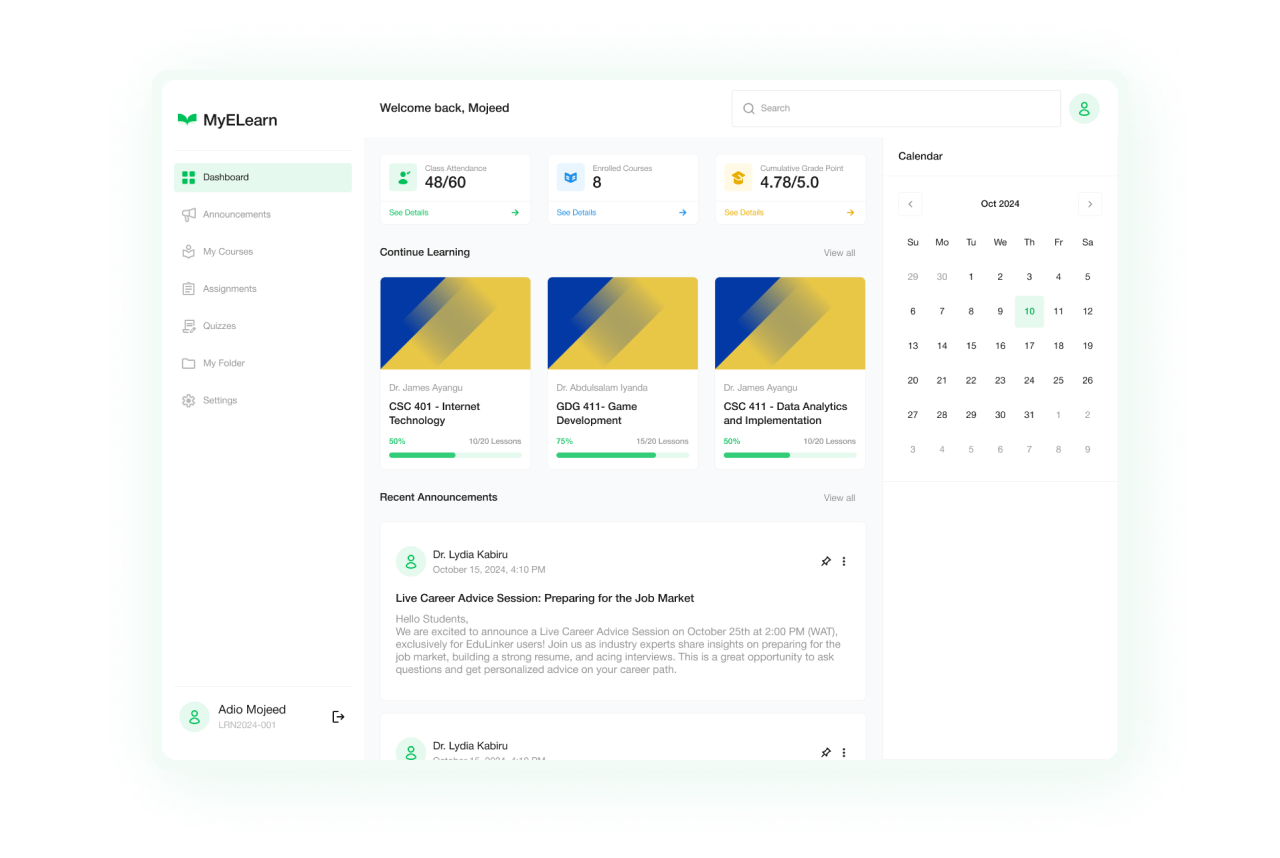 MyELearn
Dashboard
Announcements
My Courses
Assignments
Quizzes
My Folder
Settings
Adio Mojeed
LRN2024-001
Welcome back, Mojeed
Search
Class Attendance
48/60
See Details
Enrolled Courses
8
See Details
Cumulative Grade Point
4.78/5.0
See Details
Continue Learning
View all
Dr. James Ayangu
CSC 401 - Internet
Technology
50%
10/20 Lessons
Dr. Abdulsalam Iyanda
GDG 411- Game
Development
75%
15/20 Lessons
Dr. James Ayangu
CSC 411 - Data Analytics
and Implementation
50%
10/20 Lessons
Recent Announcements
View all
Dr. Lydia Kabiru
October 15, 2024, 4:10 PM
Live Career Advice Session: Preparing for the Job Market
Hello Students,
We are excited to announce a Live Career Advice Session on October 25th at 2:00 PM (WAT),
exclusively for EduLinker users! Join us as industry experts share insights on preparing for the
job market, building a strong resume, and acing interviews. This is a great opportunity to ask
questions and get personalized advice on your career path.
Dr. Lydia Kabiru
October 15, 2024, 4:10 PM
Calendar
Oct 2024
Su Mo Tu We Th Fr Sa
29 30 1 2 3 4 5
6 7 8 9 10 11 12
13 14 15 16 17 18 19
20 21 22 23 24 25 26
27 28 29 30 31 1 2
3 4 5 6 7 8 9